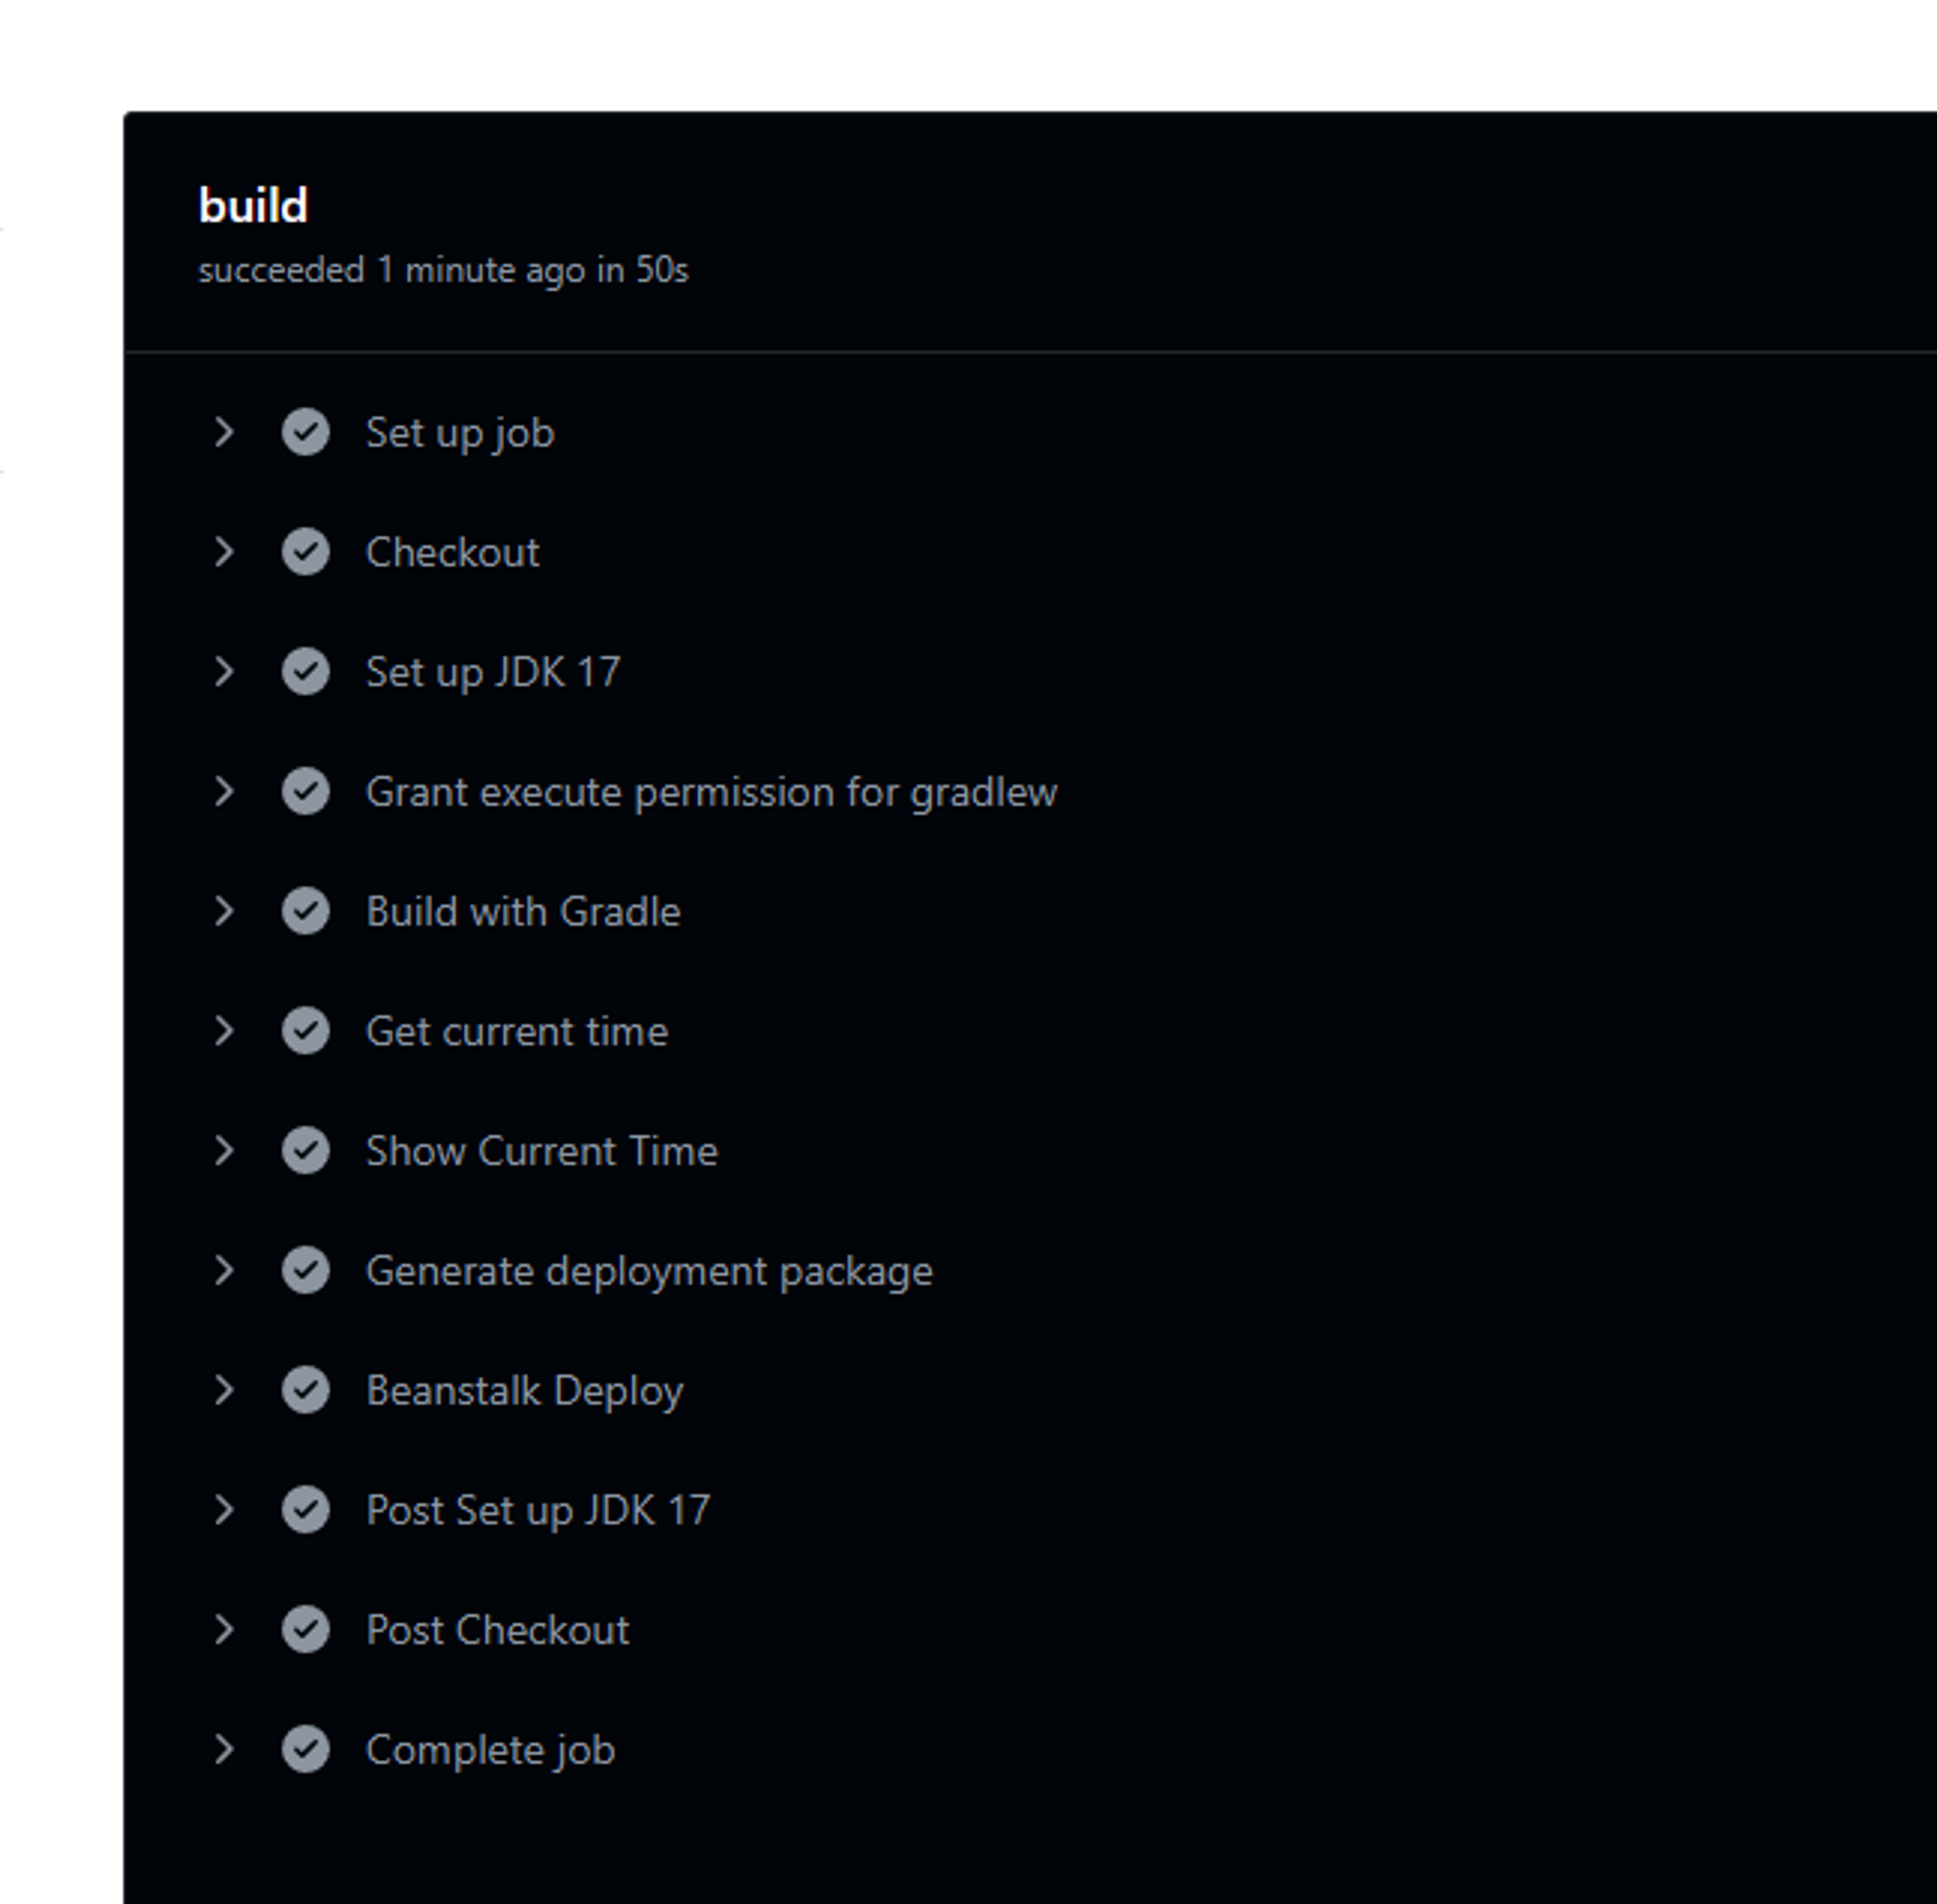 build
succeeded 1 minute ago in 50s
Set up job
Checkout
Set up JDK 17
Grant execute permission for gradlew
Build with Gradle
Get current time
Show Current Time
Generate deployment package
Beanstalk Deploy
Post Set up JDK 17
Post Checkout
Complete job